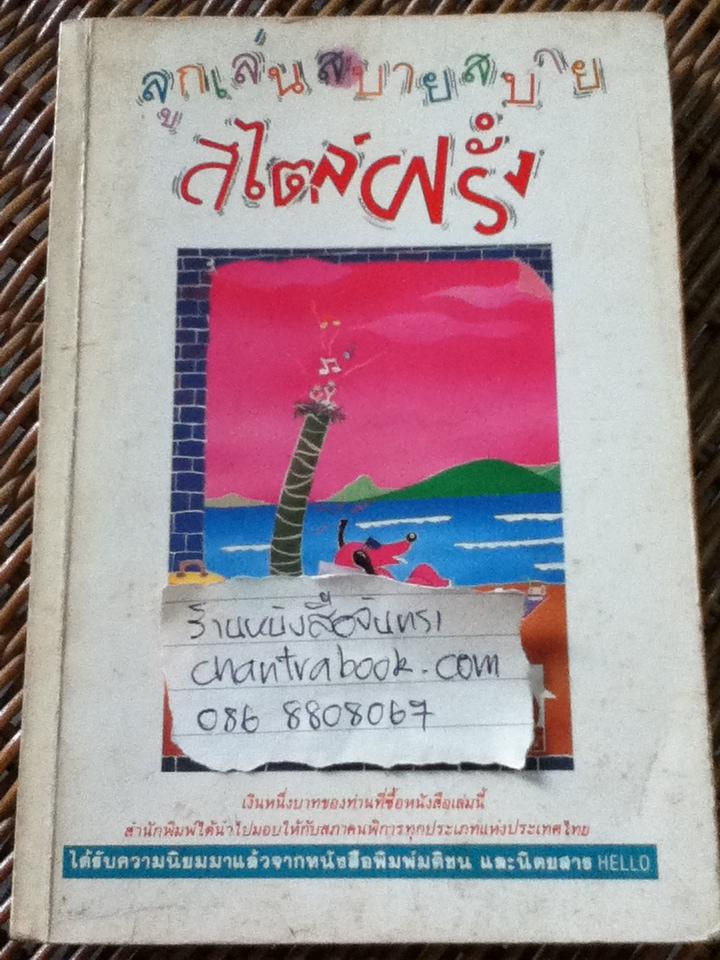 ลูกเล่นสบายสบาย
สไตล์ฝรั่ง
ร้านหนังสือจันทรา
chantrabook.com
086 8808067
เงินหนึ่งบาทของท่านที่ซื้อหนังสือเล่มนี้
สำนักพิมพ์ได้นำไปมอบให้กับสภาคนพิการทุกประเภทแห่งประเทศไทย
ได้รับความนิยมมาแล้วจากหนังสือพิมพ์มติชน และนิตยสาร HELLO